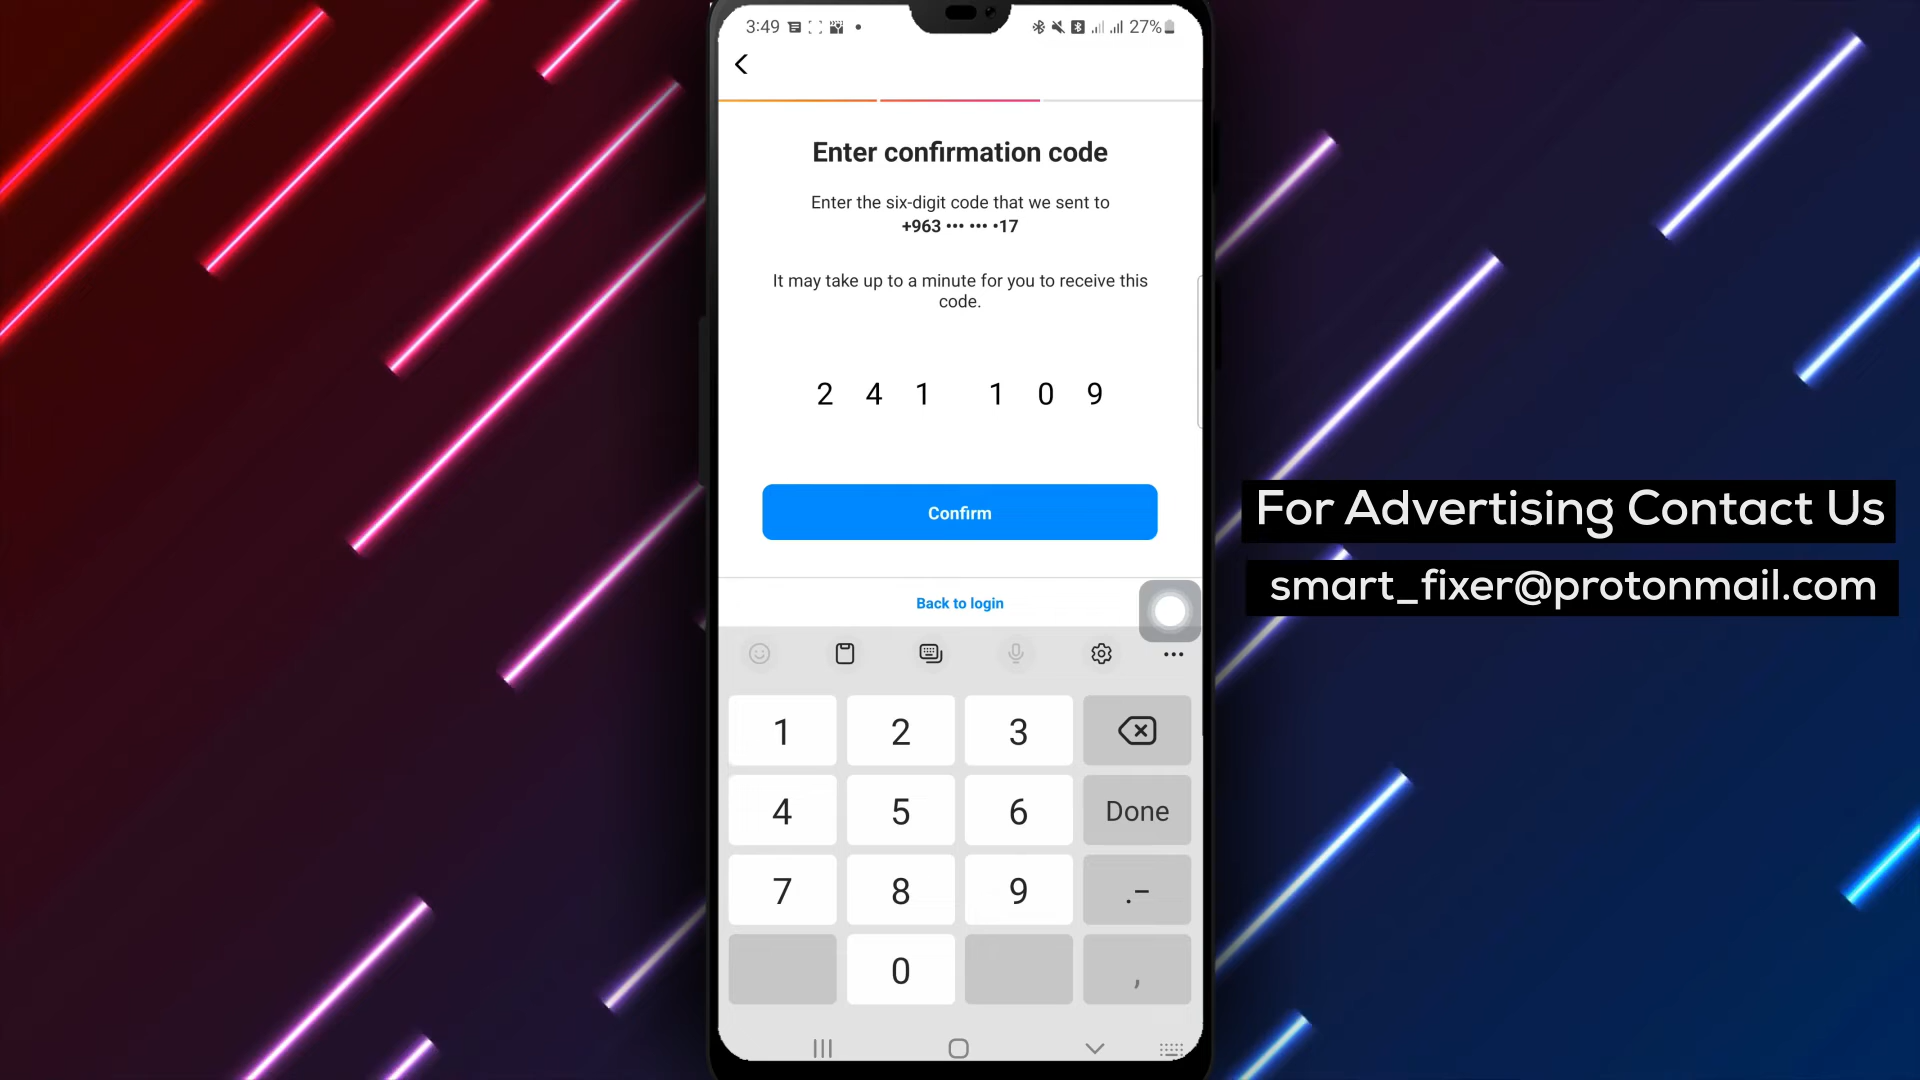 3:49
27%
Enter confirmation code
Enter the six-digit code that we sent to
+963 ••• ••• •17
It may take up to a minute for you to receive this
code.
2 4 1 1 0 9
Confirm
Back to login
For Advertising Contact Us
smart_fixer@protonmail.com
1 2 3
4 5 6 Done
7 8 9 .-
0 ,